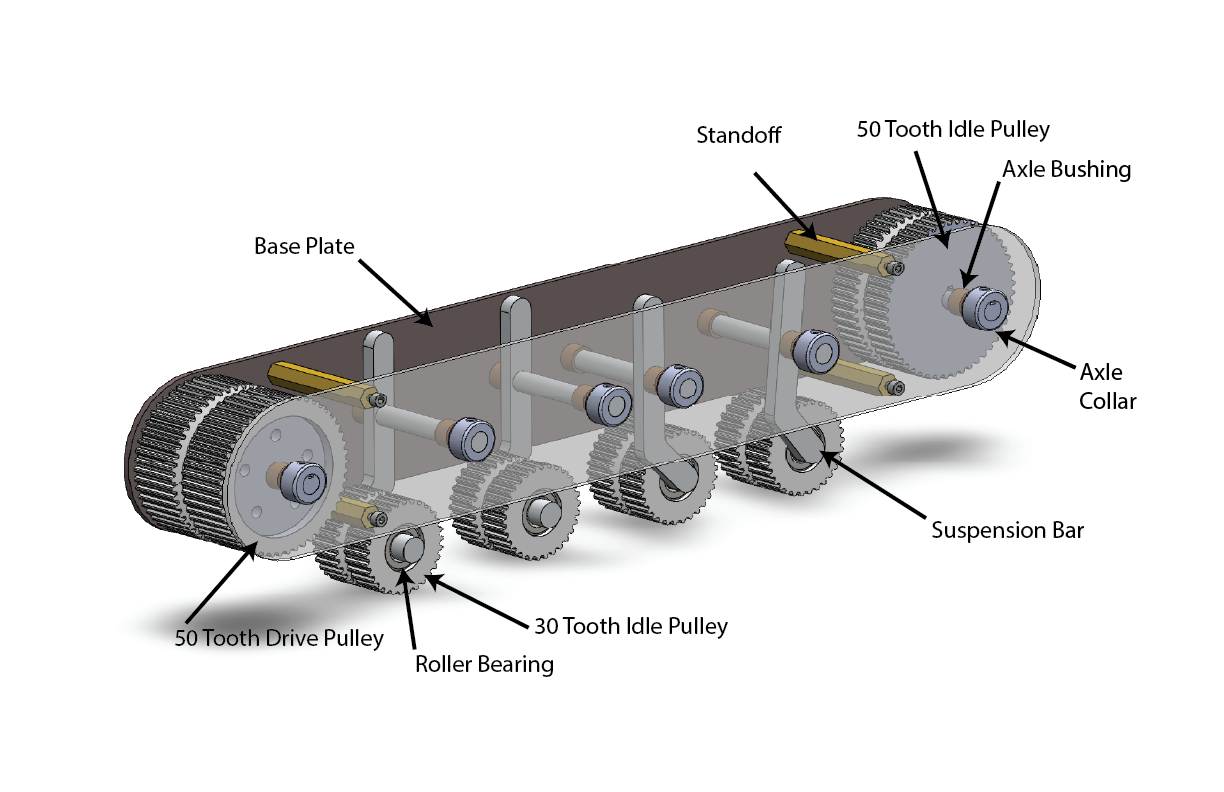 Standoff
50 Tooth Idle Pulley
Axle Bushing
Base Plate
Axle
Collar
Suspension Bar
50 Tooth Drive Pulley
30 Tooth Idle Pulley
Roller Bearing